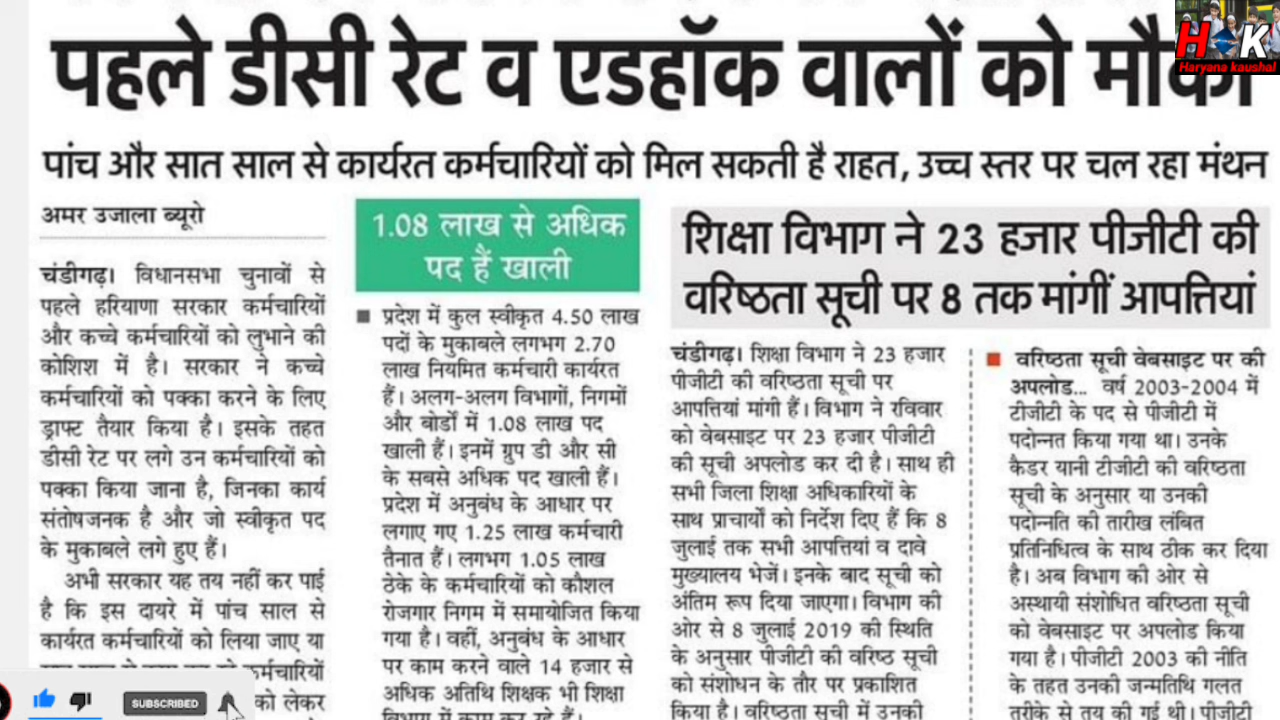 पहले डीसी रेट व एडहॉक वालों को मौका
H K
Haryana kaushal
पांच और सात साल से कार्यरत कर्मचारियों को मिल सकती है राहत, उच्च स्तर पर चल रहा मंथन
अमर उजाला ब्यूरो
चंडीगढ़। विधानसभा चुनावों से
पहले हरियाणा सरकार कर्मचारियों
और कच्चे कर्मचारियों को लुभाने की
कोशिश में है। सरकार ने कच्चे
कर्मचारियों को पक्का करने के लिए
ड्राफ्ट तैयार किया है। इसके तहत
डीसी रेट पर लगे उन कर्मचारियों को
पक्का किया जाना है, जिनका कार्य
संतोषजनक है और जो स्वीकृत पद
के मुकाबले लगे हुए हैं।
अभी सरकार यह तय नहीं कर पाई
है कि इस दायरे में पांच साल से
कार्यरत कर्मचारियों को लिया जाए या
कर्मचारियों
को लेकर
1.08 लाख से अधिक
पद हैं खाली
प्रदेश में कुल स्वीकृत 4.50 लाख
पदों के मुकाबले लगभग 2.70
लाख नियमित कर्मचारी कार्यरत
हैं। अलग-अलग विभागों, निगमों
और बोर्डों में 1.08 लाख पद
खाली हैं। इनमें ग्रुप डी और सी
के सबसे अधिक पद खाली हैं।
प्रदेश में अनुबंध के आधार पर
लगाए गए 1.25 लाख कर्मचारी
तैनात हैं। लगभग 1.05 लाख
ठेके के कर्मचारियों को कौशल
रोजगार निगम में समायोजित किया
गया है। वहीं, अनुबंध के आधार
पर काम करने वाले 14 हजार से
अधिक अतिथि शिक्षक भी शिक्षा
विभाग में काम कर रहे हैं।
शिक्षा विभाग ने 23 हजार पीजीटी की
वरिष्ठता सूची पर 8 तक मांगीं आपत्तियां
चंडीगढ़। शिक्षा विभाग ने 23 हजार
पीजीटी की वरिष्ठता सूची पर
आपत्तियां मांगी हैं। विभाग ने रविवार
को वेबसाइट पर 23 हजार पीजीटी
की सूची अपलोड कर दी है। साथ ही
सभी जिला शिक्षा अधिकारियों के
साथ प्राचार्यों को निर्देश दिए हैं कि 8
जुलाई तक सभी आपत्तियां व दावे
मुख्यालय भेजें। इनके बाद सूची को
अंतिम रूप दिया जाएगा। विभाग की
ओर से 8 जुलाई 2019 की स्थिति
के अनुसार पीजीटी की वरिष्ठ सूची
को संशोधन के तौर पर प्रकाशित
किया है। वरिष्ठता सूची में उनकी
वरिष्ठता सूची वेबसाइट पर की
अपलोड... वर्ष 2003-2004 में
टीजीटी के पद से पीजीटी में
पदोन्नत किया गया था। उनके
कैडर यानी टीजीटी की वरिष्ठता
सूची के अनुसार या उनकी
पदोन्नति की तारीख लंबित
प्रतिनिधित्व के साथ ठीक कर दिया
है। अब विभाग की ओर से
अस्थायी संशोधित वरिष्ठता सूची
को वेबसाइट पर अपलोड किया
गया है। पीजीटी 2003 की नीति
के तहत उनकी जन्मतिथि गलत
तरीके से तय की गई थी। पीजीटी
SUBSCRIBED